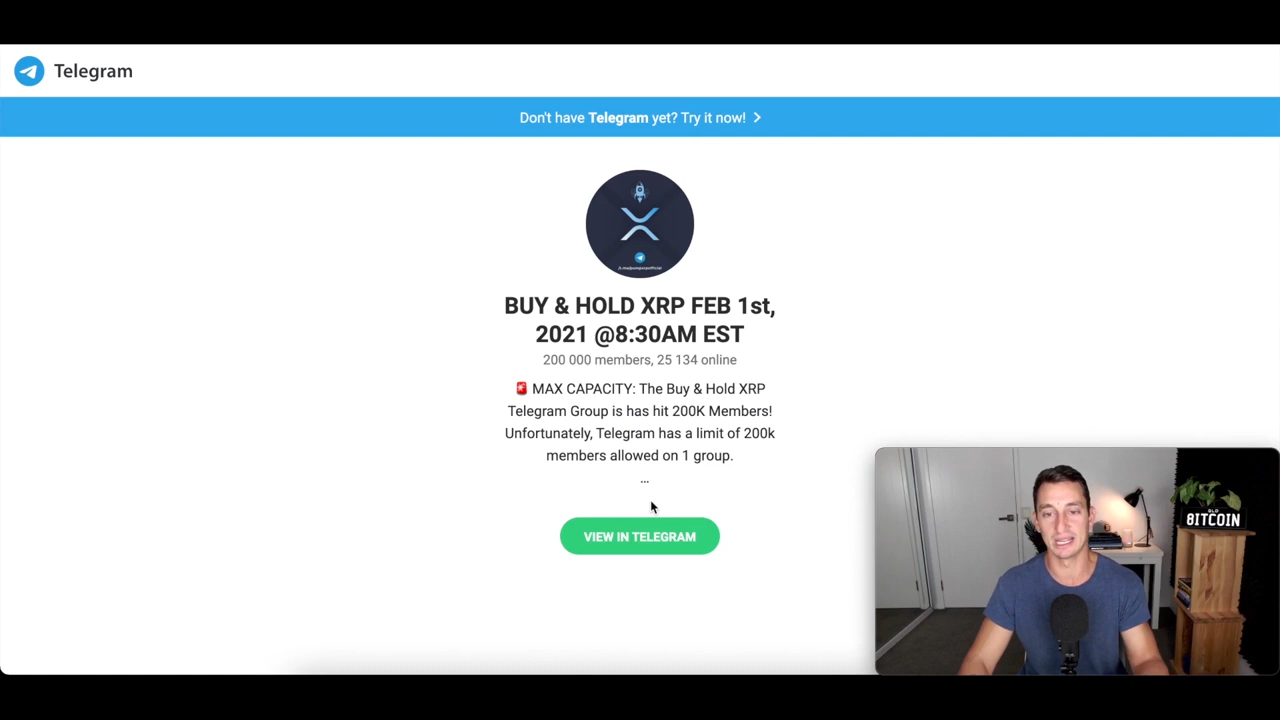 Telegram
Don't have Telegram yet? Try it now!
BUY & HOLD XRP FEB 1st,
2021 @8:30AM EST
200 000 members, 25 134 online
🚨 MAX CAPACITY: The Buy & Hold XRP
Telegram Group is has hit 200K Members!
Unfortunately, Telegram has a limit of 200k
members allowed on 1 group.
...
VIEW IN TELEGRAM
QLD
8ITCOIN